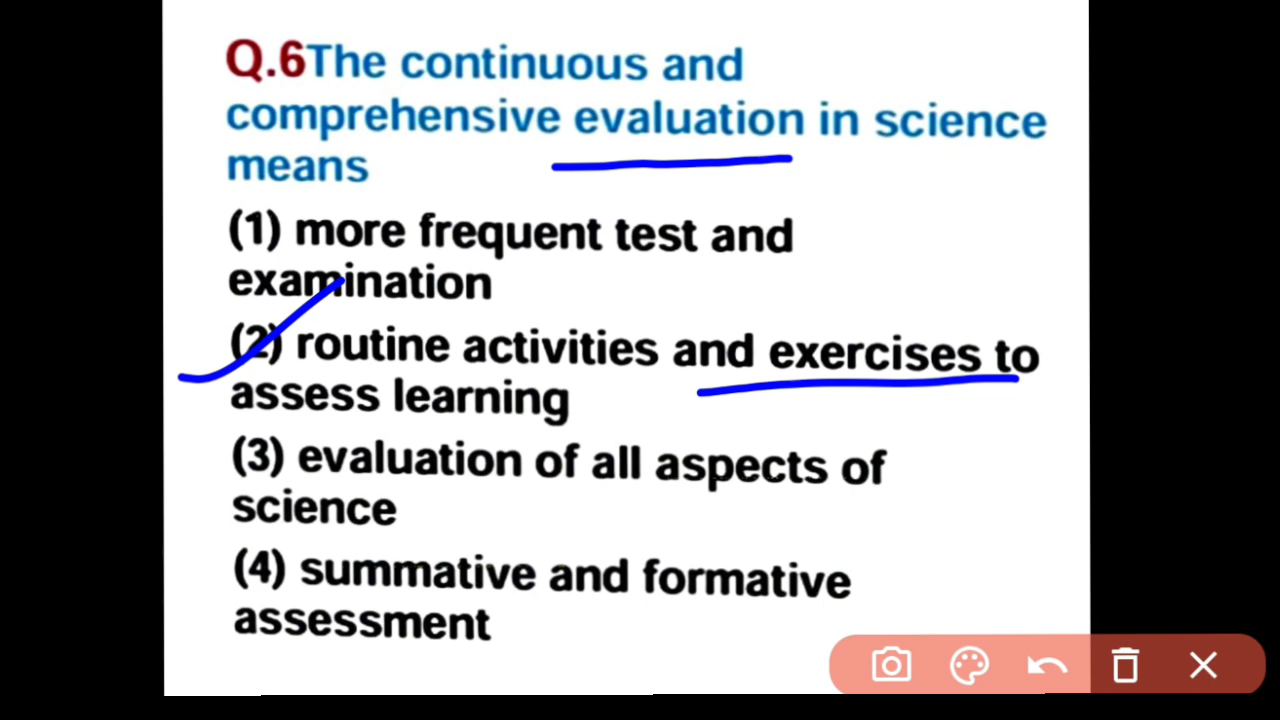 Q.6The continuous and
comprehensive evaluation in science
means
(1) more frequent test and
examination
(2) routine activities and exercises to
assess learning
(3) evaluation of all aspects of
science
(4) summative and formative
assessment